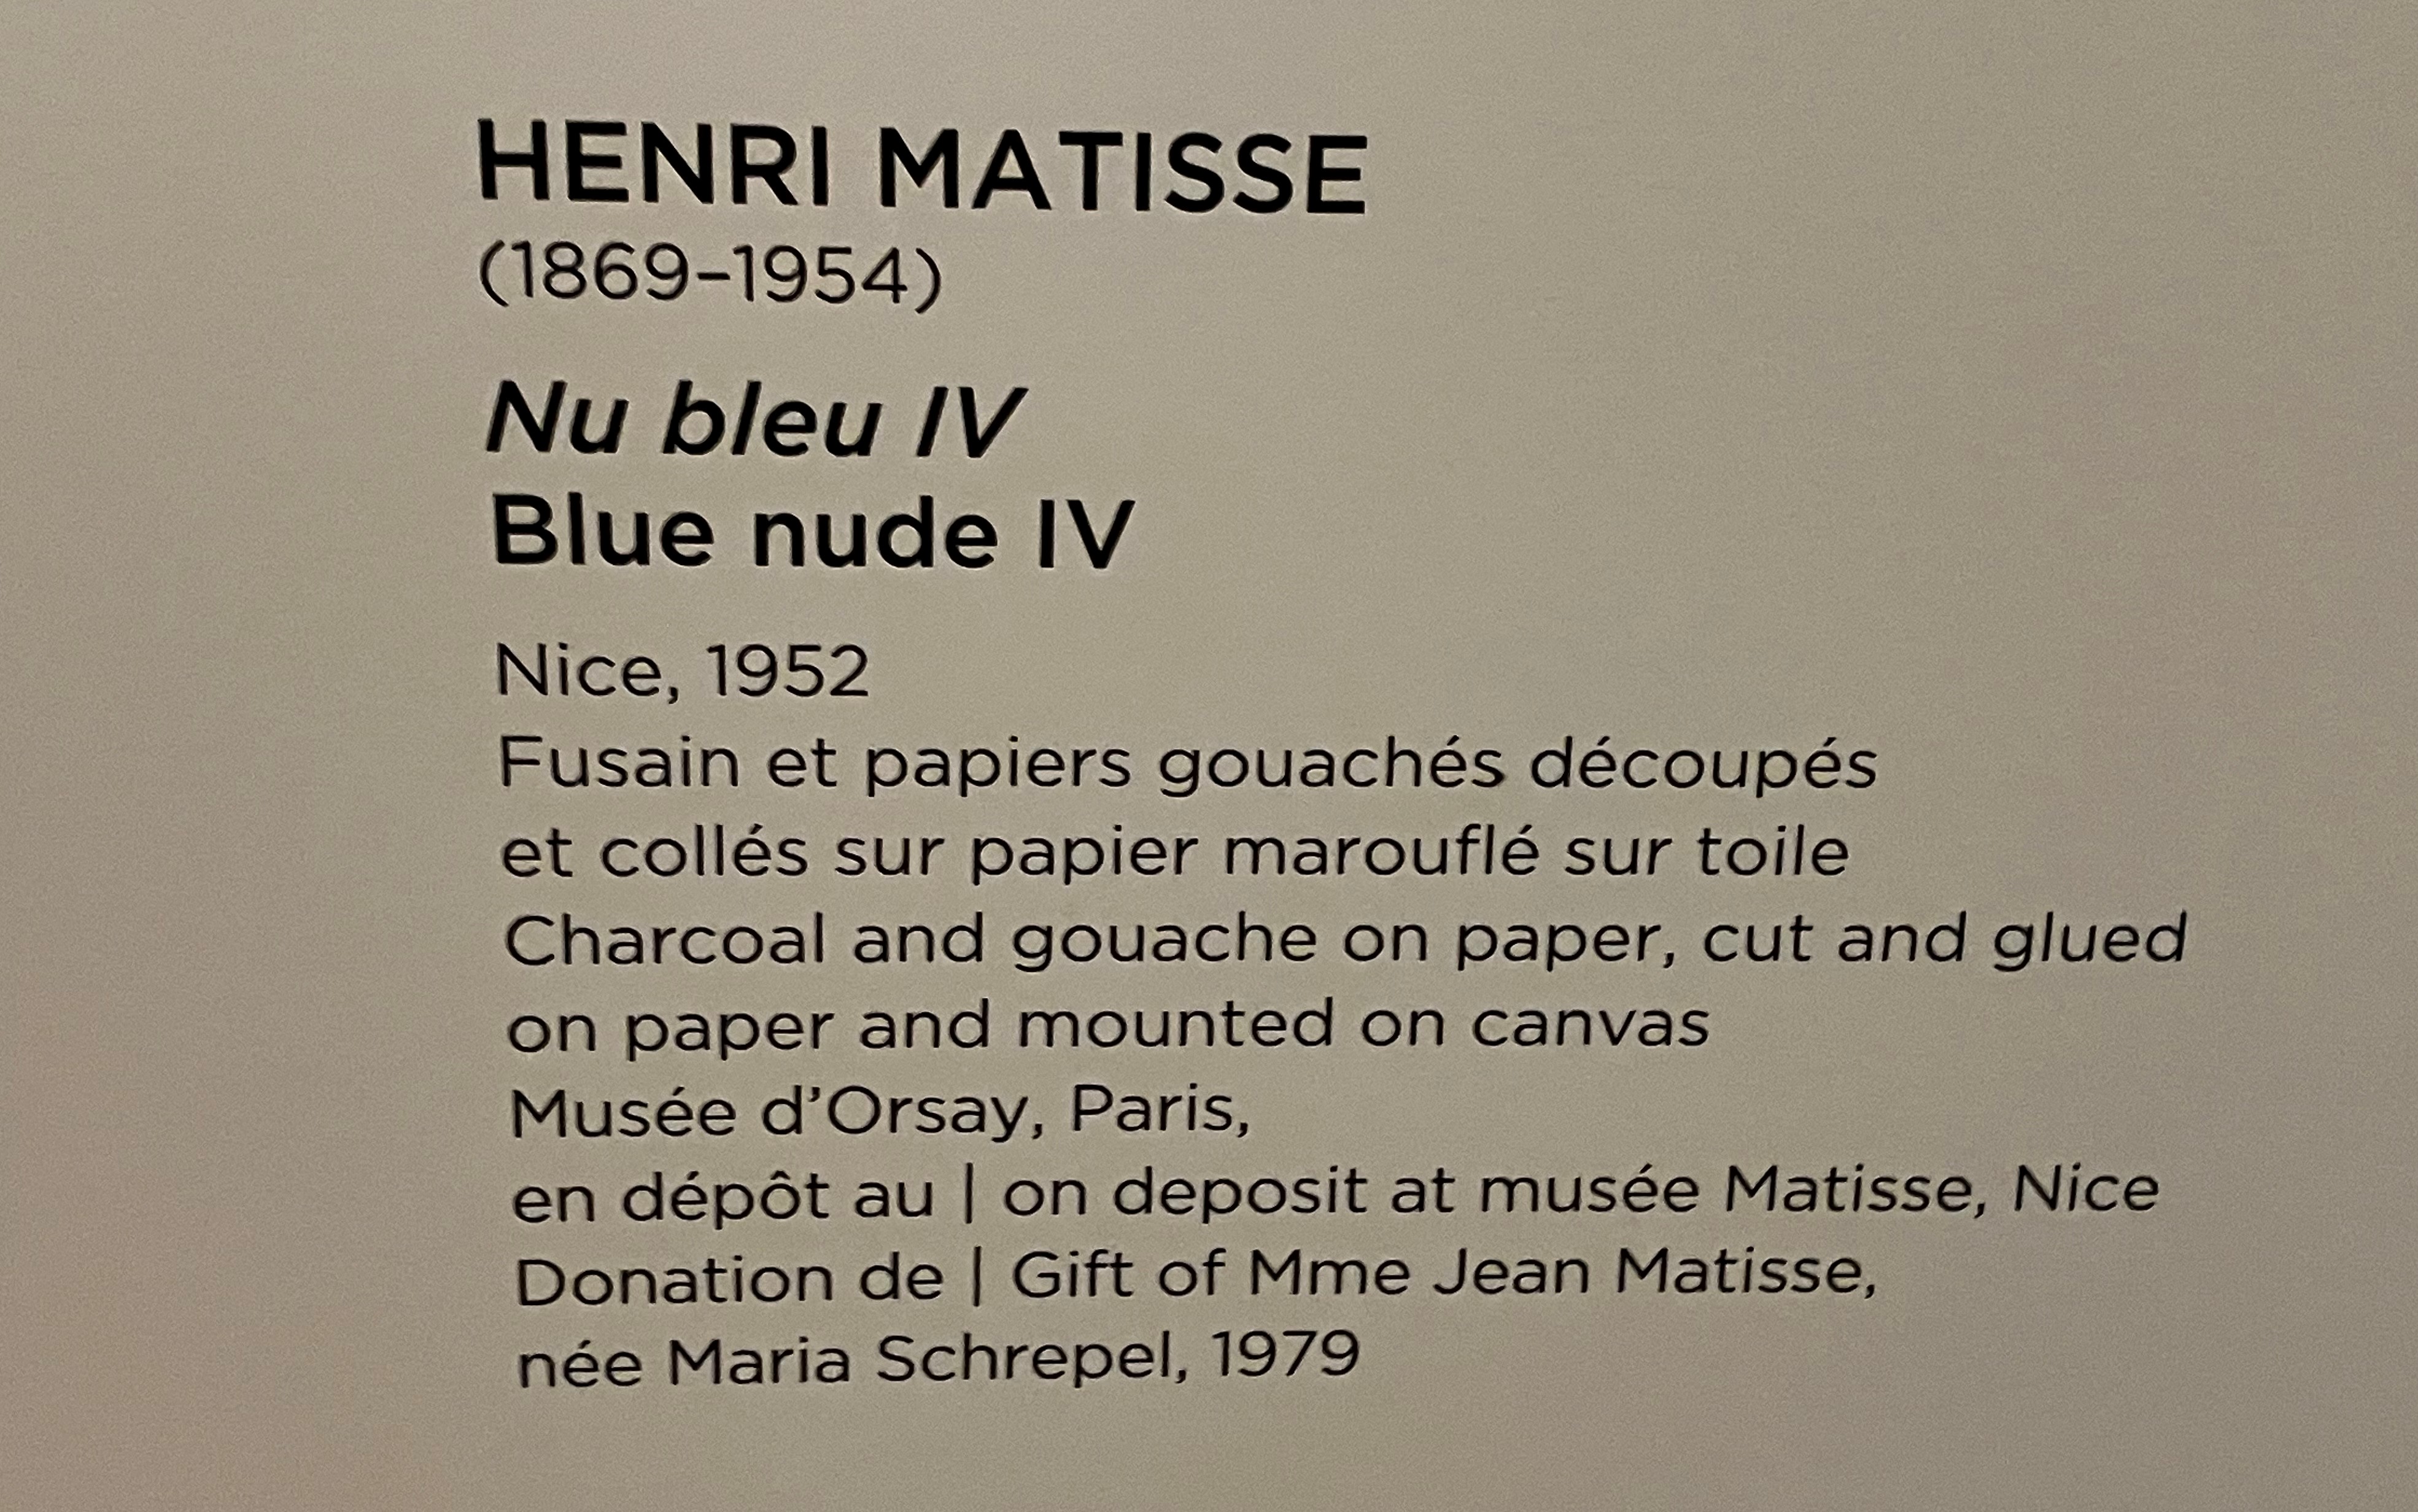 HENRI MATISSE
(1869–1954)
Nu bleu IV
Blue nude IV
Nice, 1952
Fusain et papiers gouachés découpés
et collés sur papier marouflé sur toile
Charcoal and gouache on paper, cut and glued
on paper and mounted on canvas
Musée d’Orsay, Paris,
en dépôt au | on deposit at musée Matisse, Nice
Donation de | Gift of Mme Jean Matisse,
née Maria Schrepel, 1979